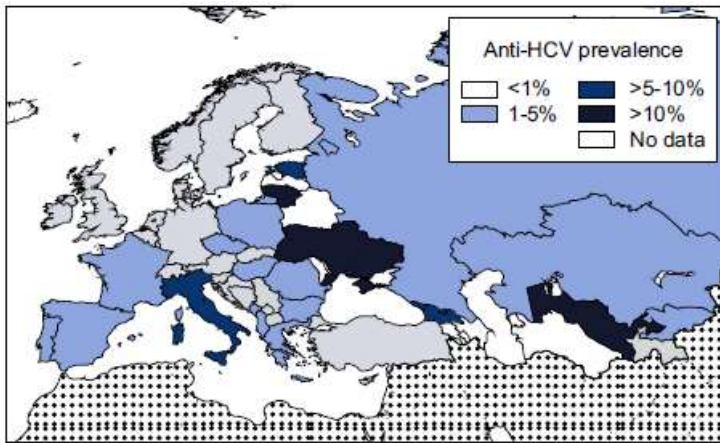 Anti-HCV prevalence
<1% >5-10%
1-5% >10%
No data